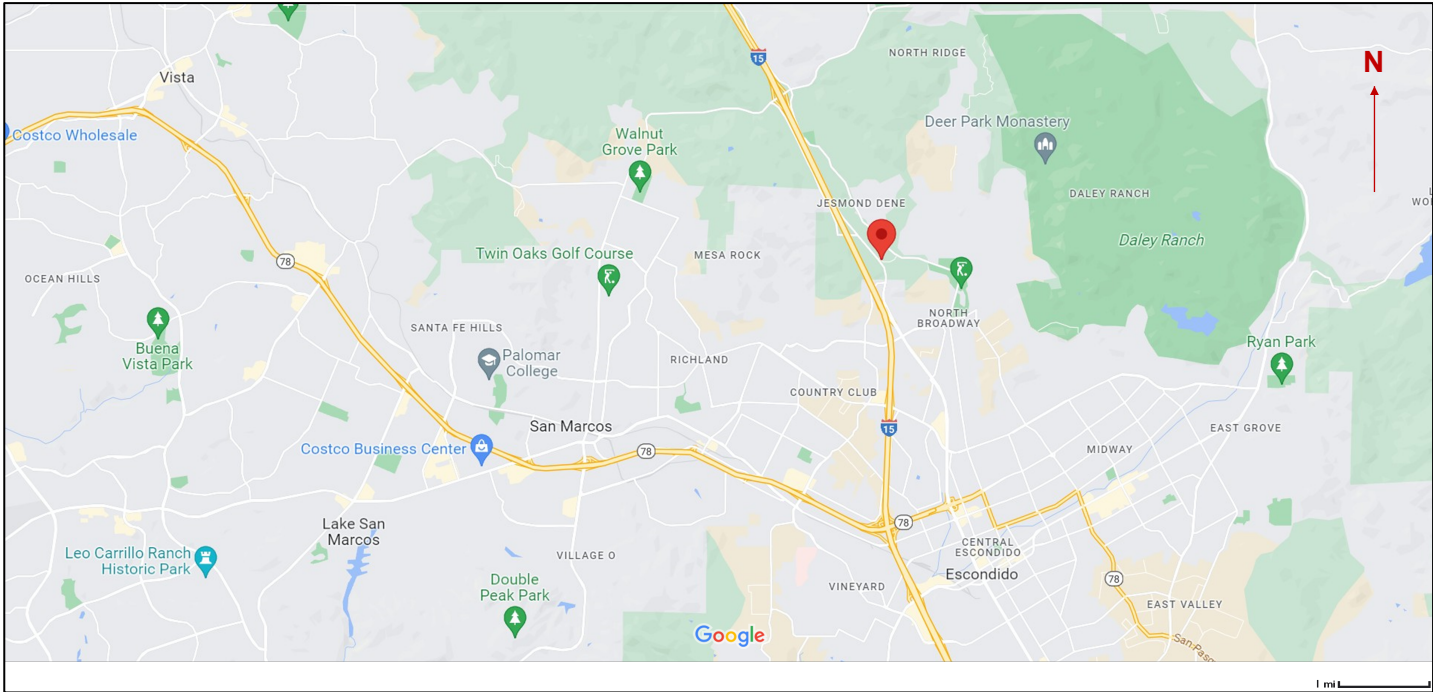 15
NORTH RIDGE
N
Vista
Deer Park Monastery
Costco Wholesale
Walnut
Grove Park
DALEY RANCH
JESMOND DENE
Daley Ranch
Twin Oaks Golf Course
MESA ROCK
78
OCEAN HILLS
NORTH
BROADWAY
SANTA FE HILLS
Buena
Vista Park
Palomar
College
RICHLAND
Ryan Park
COUNTRY CLUB
San Marcos
15
EAST GROVE
Costco Business Center
78
MIDWAY
Lake San
Marcos
78
CENTRAL
ESCONDIDO
Leo Carrillo Ranch
Historic Park
VILLAGE O
Escondido
78
Double
Peak Park
VINEYARD
EAST VALLEY
Google
1 mi